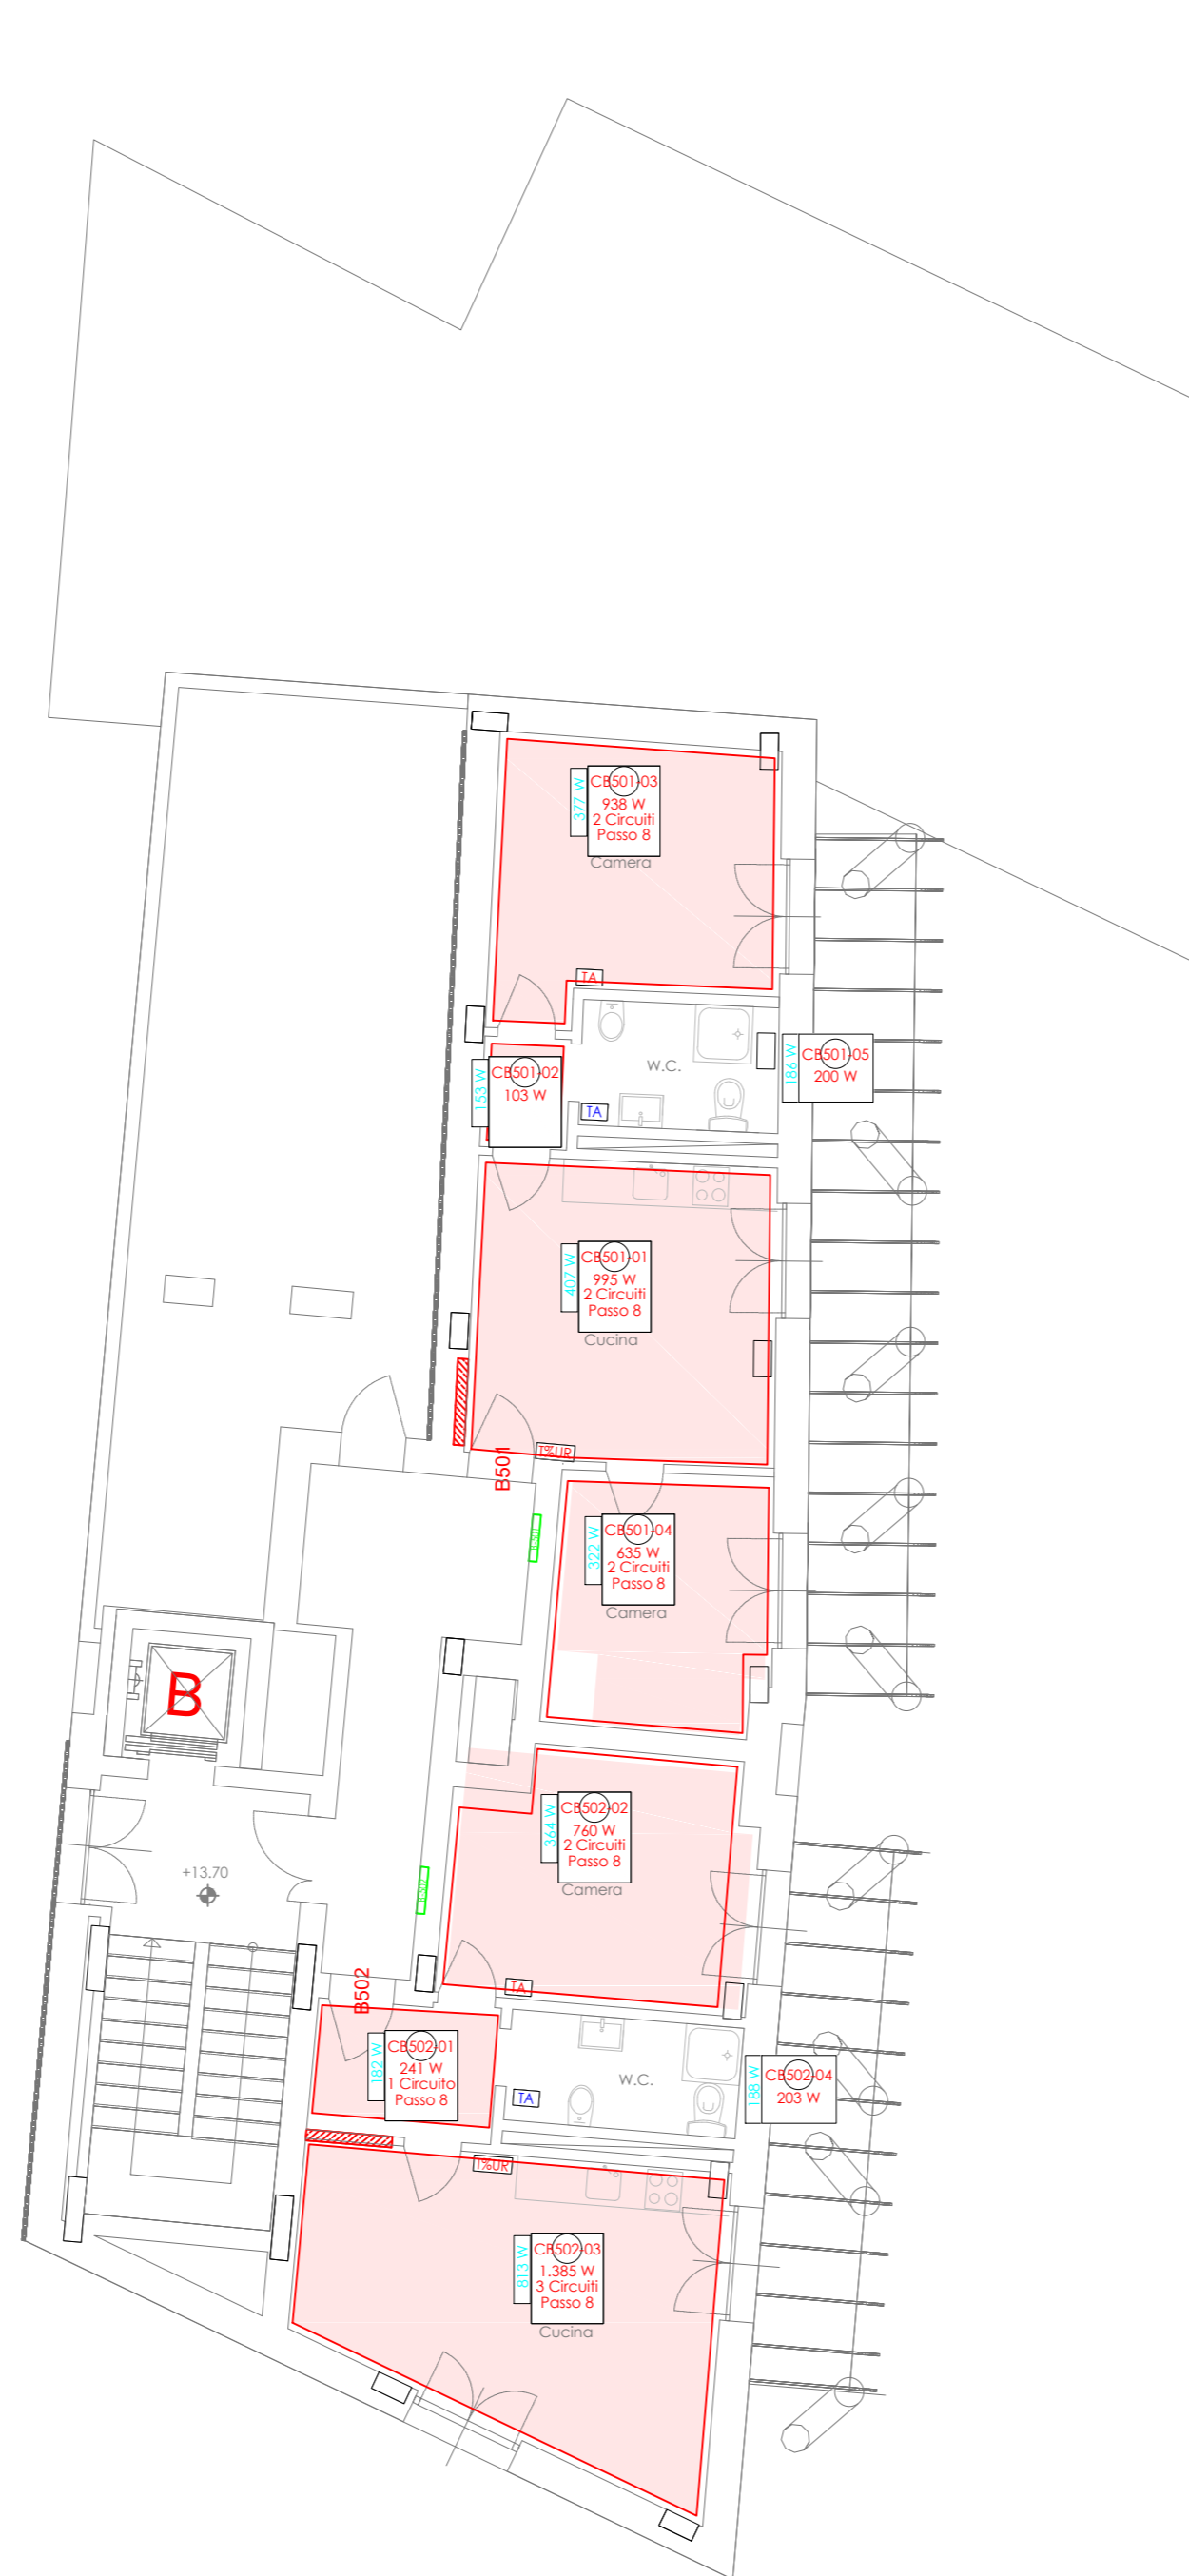 377 W
CB501-03
938 W
2 Circuiti
Passo 8
Camera
TA
153 W
CB501-02
103 W
W.C.
TA
186 W
CB501-05
200 W
407 W
CB501-01
995 W
2 Circuiti
Passo 8
Cucina
T%UR
B501
B-501
322 W
CB501-04
635 W
2 Circuiti
Passo 8
Camera
B
364 W
CB502-02
760 W
2 Circuiti
Passo 8
Camera
+13.70
B-502
TA
B502
182 W
CB502-01
241 W
1 Circuito
Passo 8
TA
W.C.
188 W
CB502-04
203 W
T%UR
813 W
CB502-03
1.385 W
3 Circuiti
Passo 8
Cucina